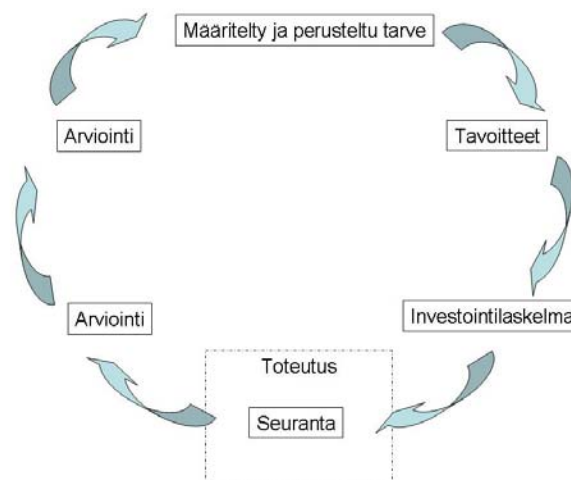 Määritelty ja perusteltu tarve
Arviointi
Tavoitteet
Arviointi
Investointilaskelma
Toteutus
Seuranta